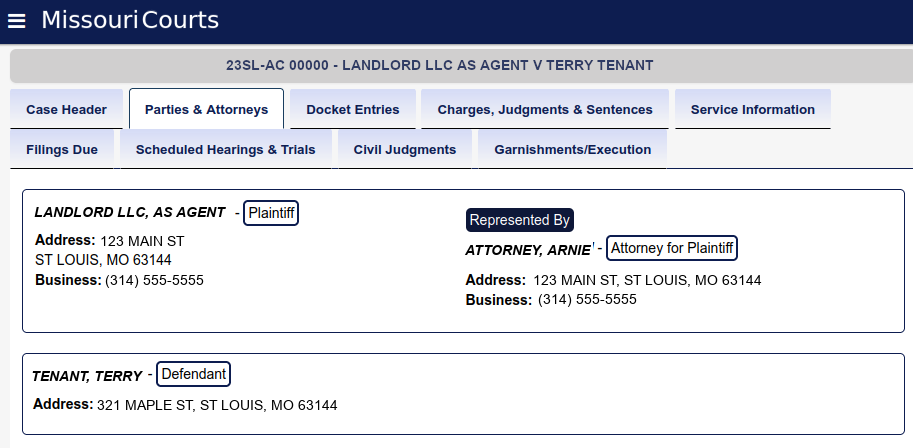 MissouriCourts
23SL-AC 00000 - LANDLORD LLC AS AGENT V TERRY TENANT
Case Header Parties & Attorneys Docket Entries Charges, Judgments & Sentences Service Information
Filings Due Scheduled Hearings & Trials Civil Judgments Garnishments/Execution
LANDLORD LLC, AS AGENT - Plaintiff
Address: 123 MAIN ST
ST LOUIS, MO 63144
Business: (314) 555-5555
Represented By
ATTORNEY, ARNIE' - Attorney for Plaintiff
Address: 123 MAIN ST, ST LOUIS, MO 63144
Business: (314) 555-5555
TENANT, TERRY - Defendant
Address: 321 MAPLE ST, ST LOUIS, MO 63144